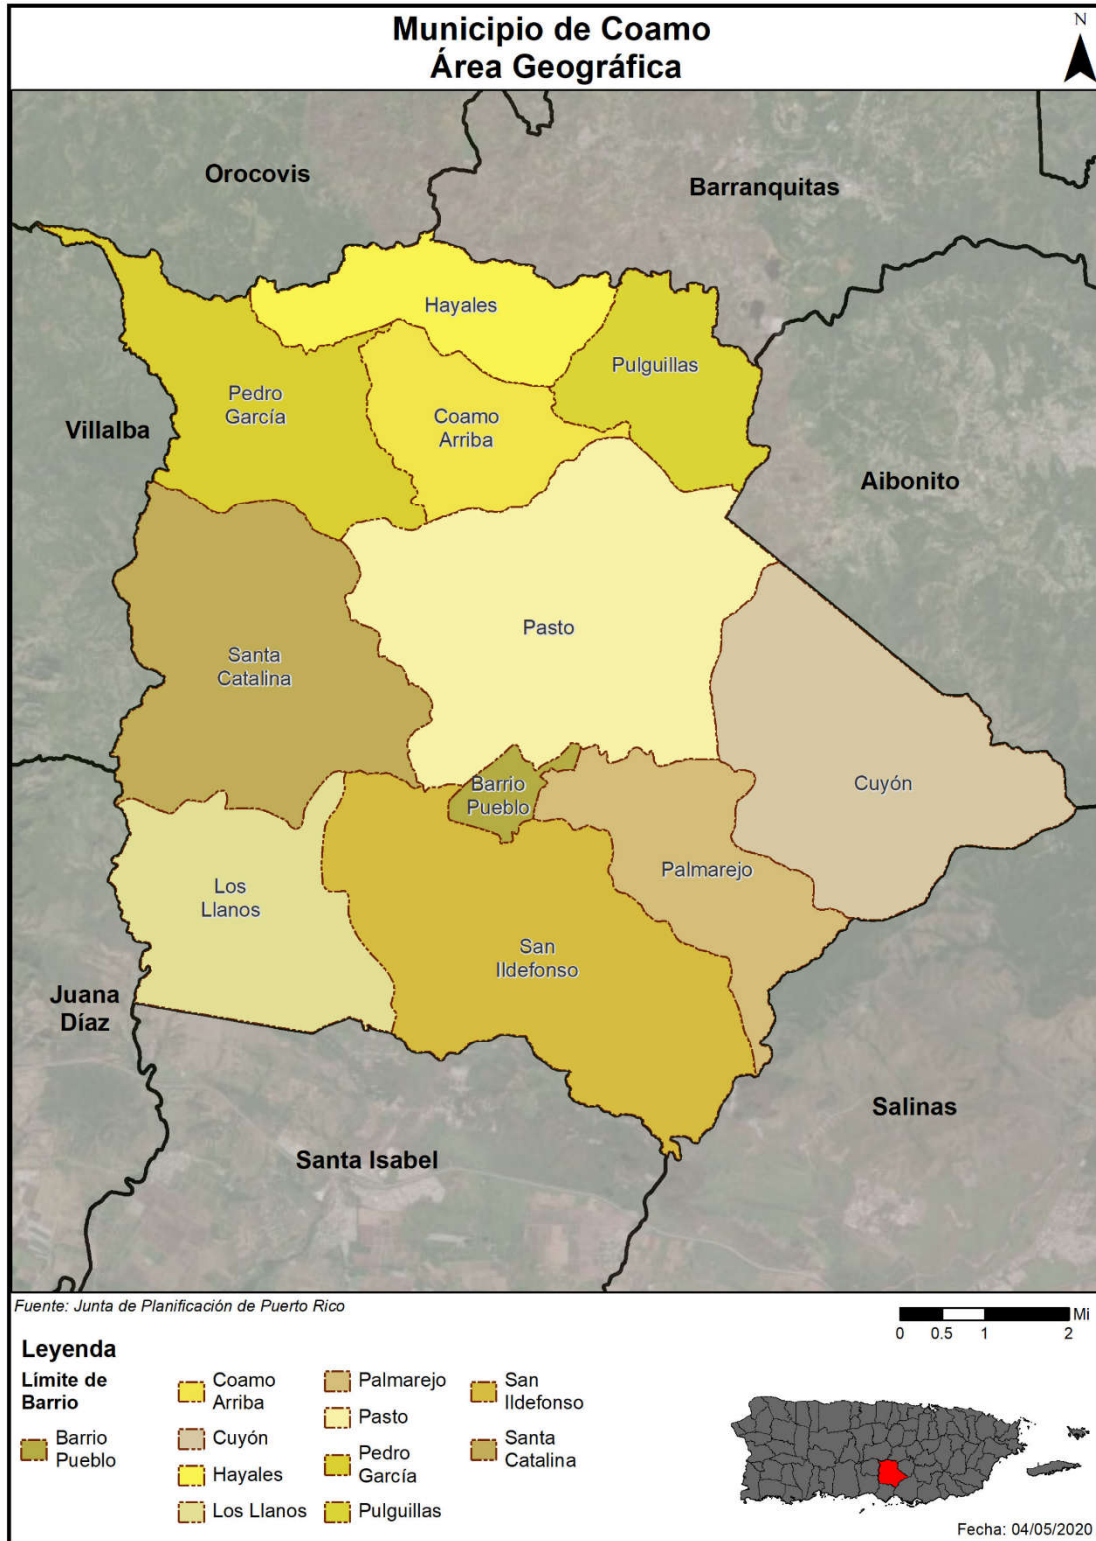 Municipio de Coamo
Área Geográfica
N
Orocovis
Barranquitas
Hayales
Pulguillas
Pedro
García
Coamo
Arriba
Villalba
Aibonito
Pasto
Santa
Catalina
Barrio
Pueblo
Cuyón
Palmarejo
Los
Llanos
San
Ildefonso
Juana
Díaz
Salinas
Santa Isabel
Fuente: Junta de Planificación de Puerto Rico
Mi
0 0.5 1 2
Leyenda
Límite de
Barrio
Barrio
Pueblo
Coamo
Arriba
Cuyón
Hayales
Los Llanos
Palmarejo
Pasto
Pedro
García
Pulguillas
San
Ildefonso
Santa
Catalina
Fecha: 04/05/2020